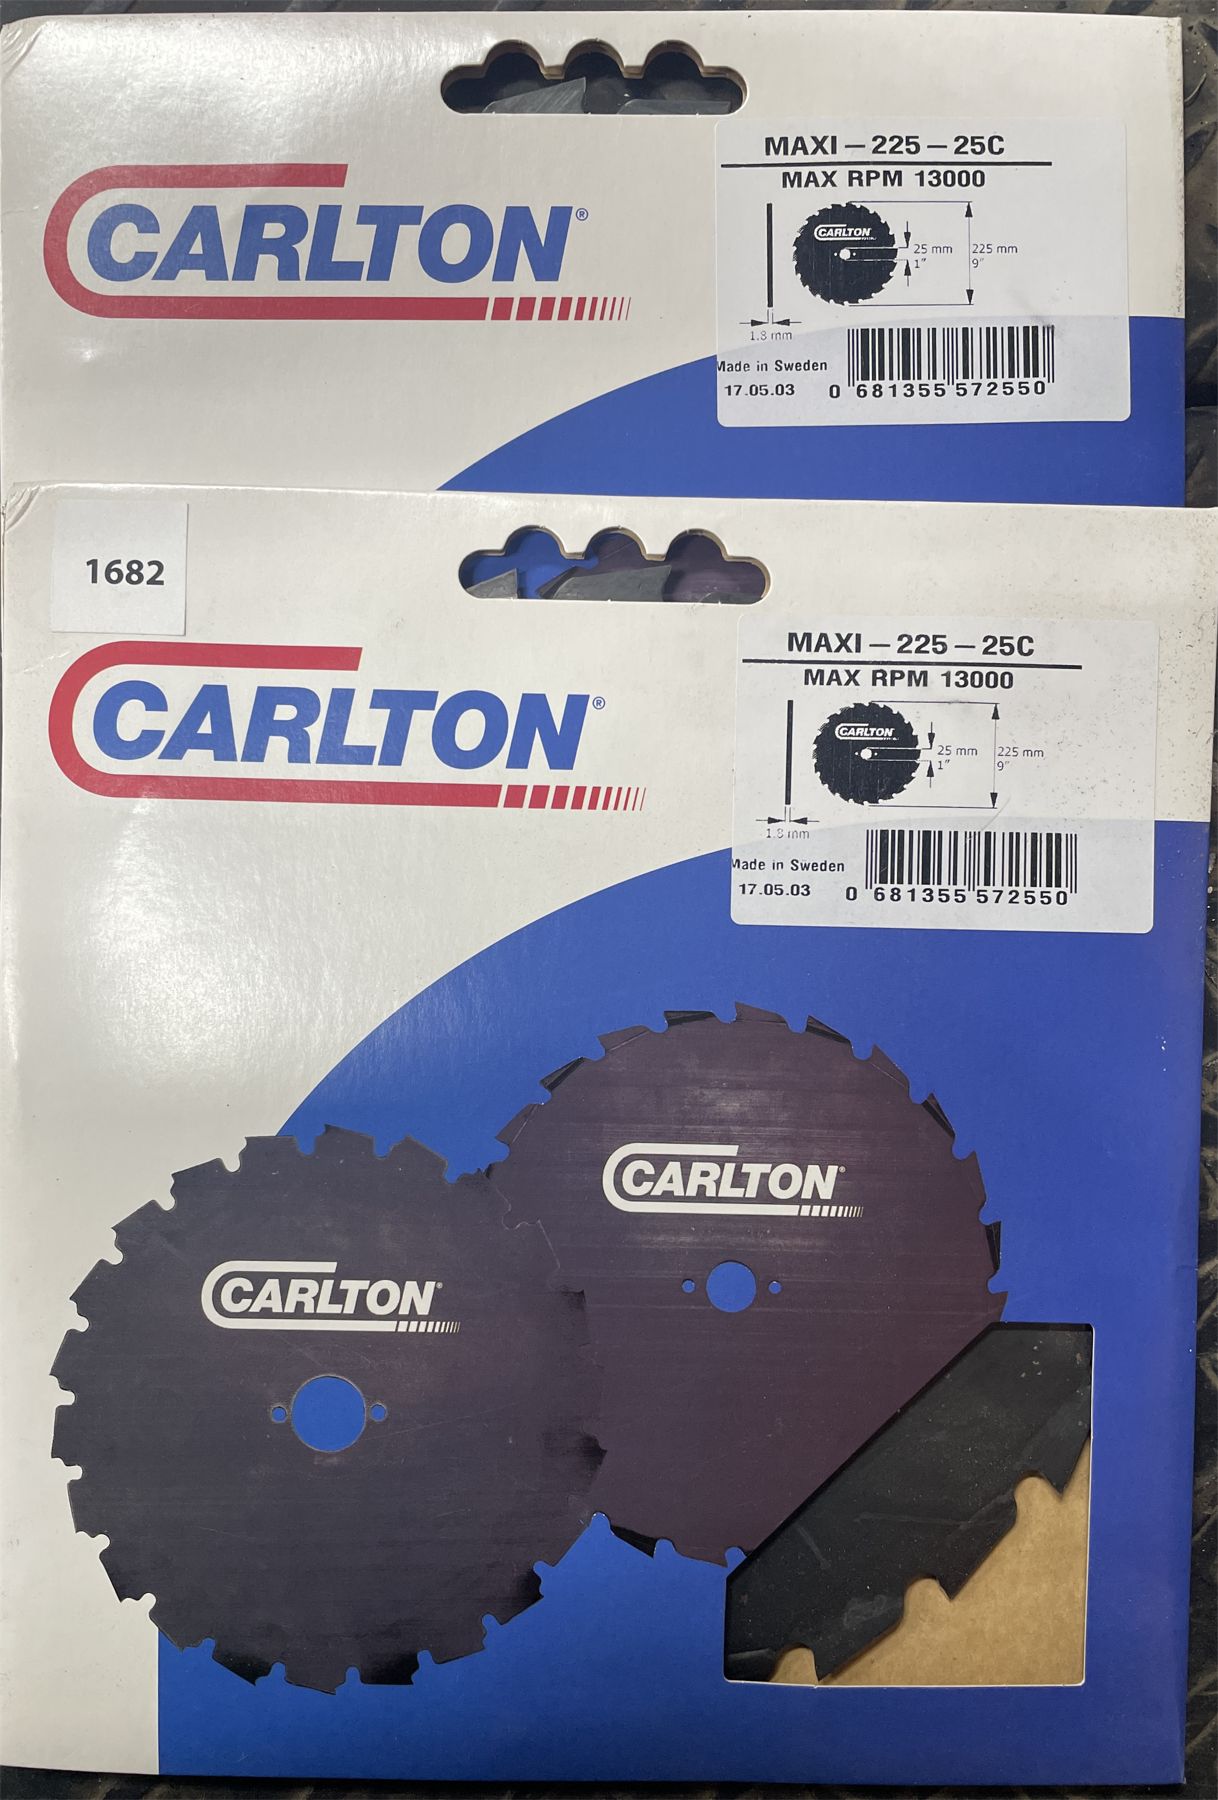 CARLTON®
MAXI – 225 – 25C
MAX RPM 13000
CARLTON
25 mm
1"
225 mm
9"
1.8 mm
Made in Sweden
17.05.03
0 681355 572550
1682
CARLTON®
MAXI – 225 – 25C
MAX RPM 13000
CARLTON
25 mm
1"
225 mm
9"
1.8 mm
Made in Sweden
17.05.03
0 681355 572550
CARLTON®
CARLTON®